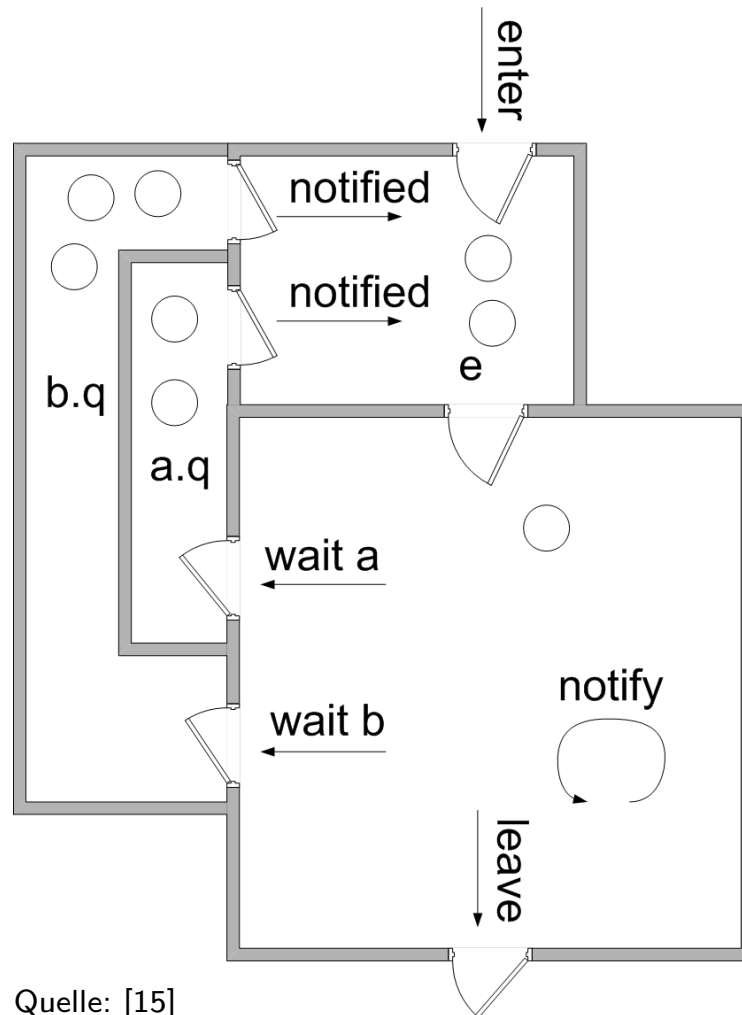 enter
notified
notified
e
b.q
a.q
wait a
notify
wait b
leave
Quelle: [15]